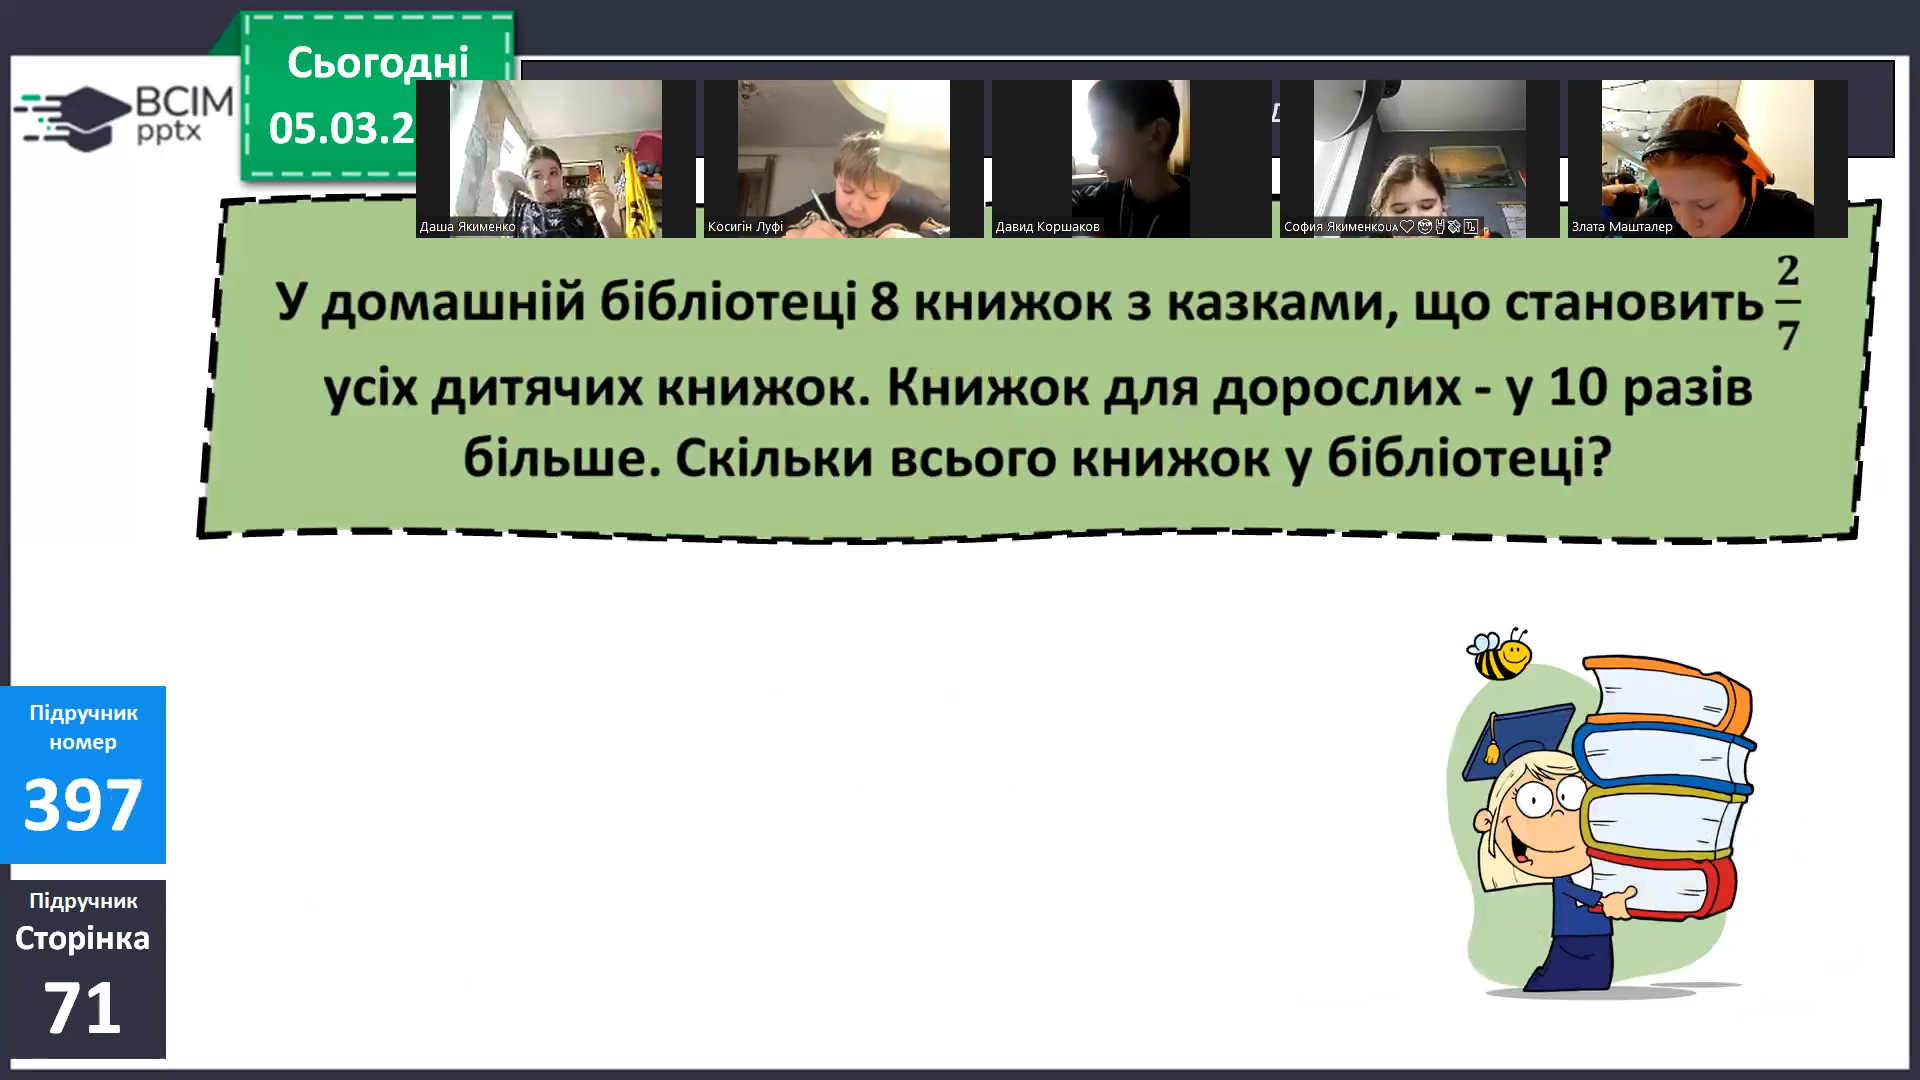 Сьогодні
05.03.2
BCIM
pptx
Даша Якименко
Косигін Луфі
Давид Коршаков
София Якименко
Злата Машталер
У домашній бібліотеці 8 книжок з казками, що становить 2/7
усіх дитячих книжок. Книжок для дорослих - у 10 разів
більше. Скільки всього книжок у бібліотеці?
Підручник
номер
397
Підручник
Сторінка
71